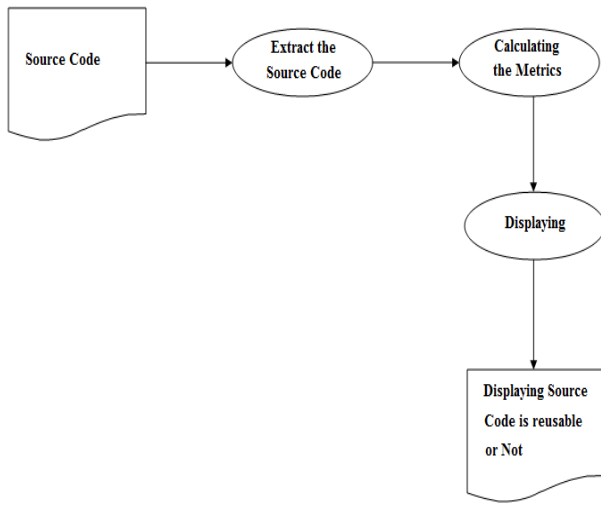 Source Code
Extract the
Source Code
Calculating
the Metrics
Displaying
Displaying Source
Code is reusable
or Not